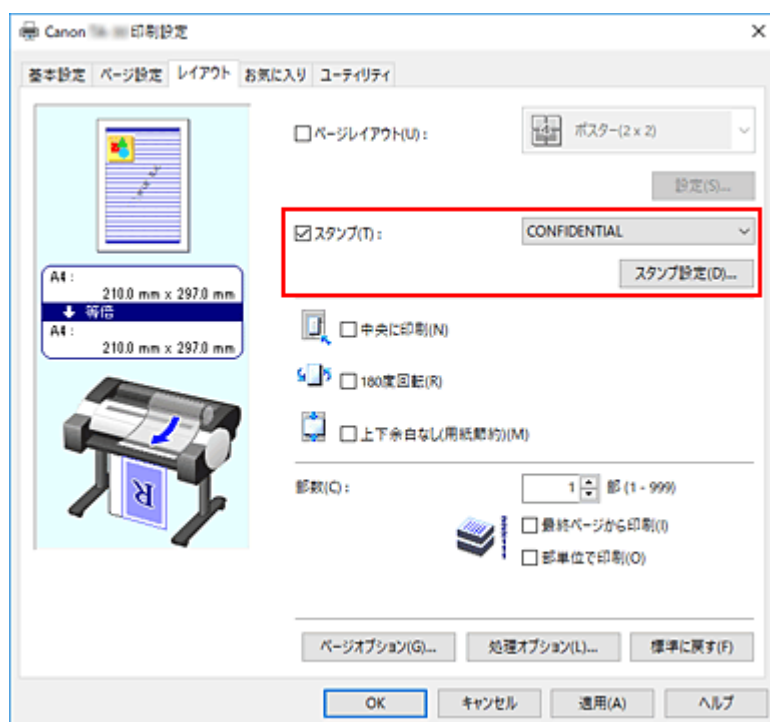 Canon 印刷設定
基本設定 ページ設定 レイアウト お気に入り ユーティリティ
ページレイアウト(U): ポスター(2 x 2)
設定(S)...
スタンプ(T): CONFIDENTIAL
スタンプ設定(D)...
A4 :
210.0 mm x 297.0 mm
等倍
A4 :
210.0 mm x 297.0 mm
中央に印刷(N)
180度回転(R)
上下余白なし(用紙節約)(M)
部数(C): 1 部 (1 - 999)
最終ページから印刷(I)
部単位で印刷(O)
R
ページオプション(G)... 処理オプション(L)... 標準に戻す(F)
OK キャンセル 適用(A) ヘルプ